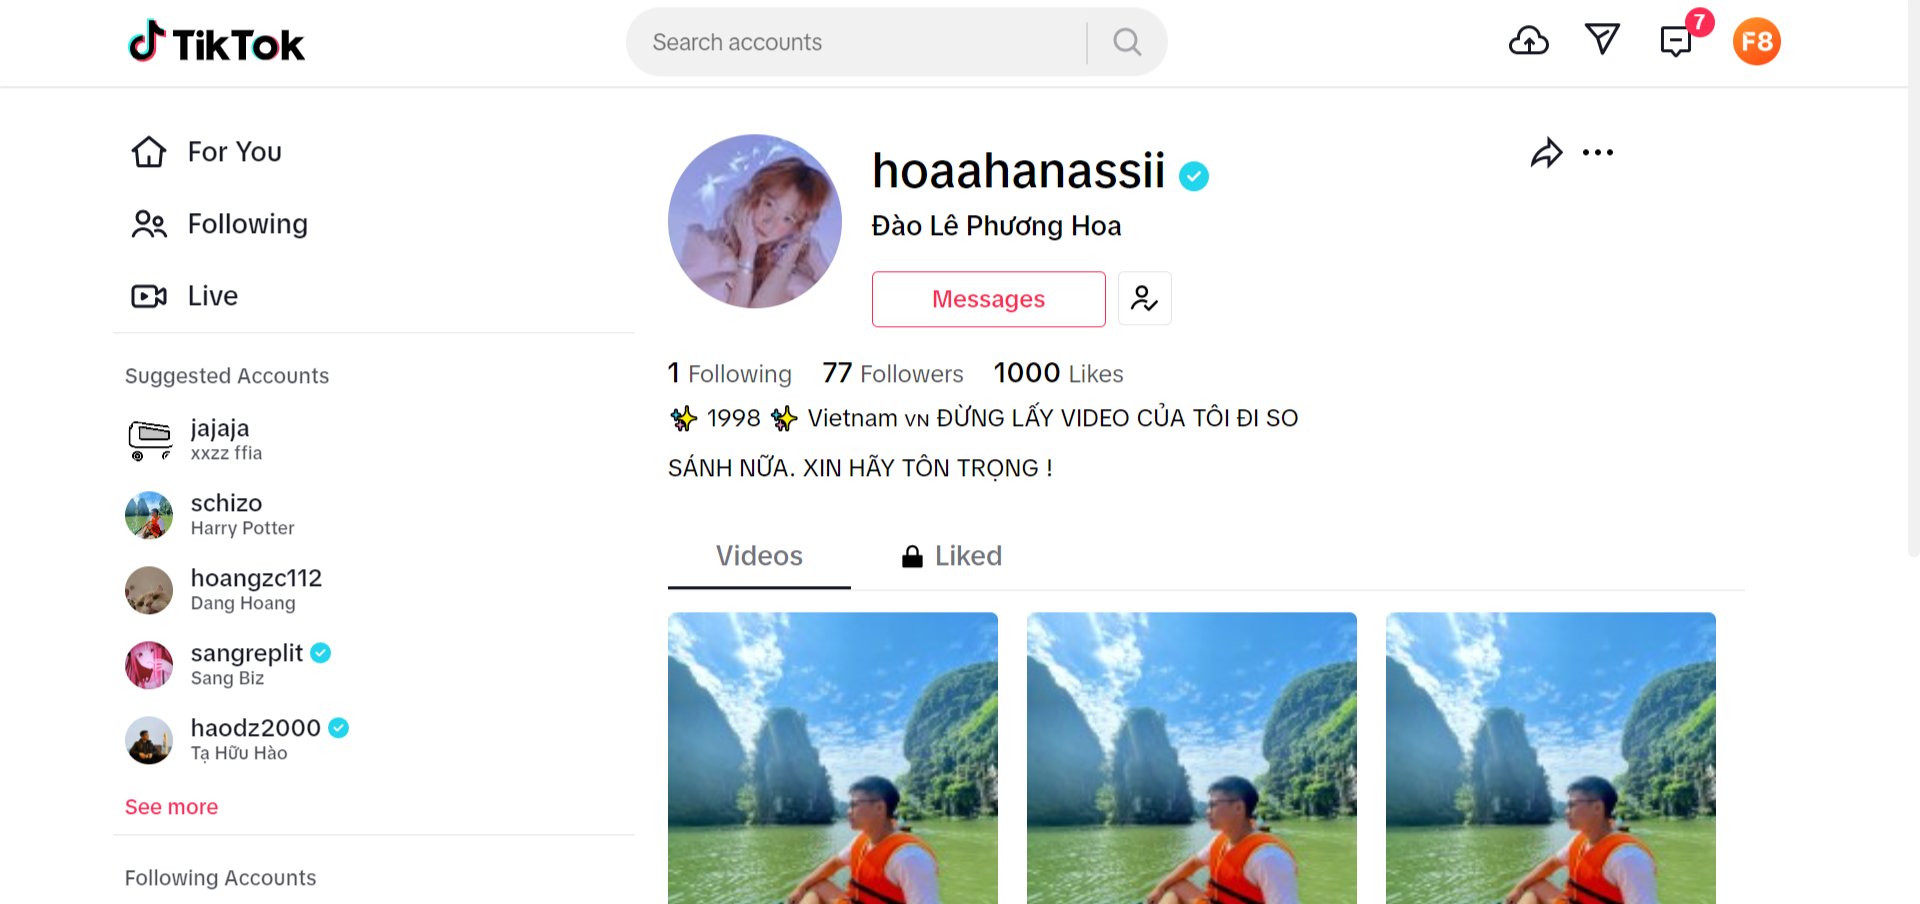 TikTok
Search accounts
7
F8
For You
Following
Live
Suggested Accounts
jajaja
xxzz ffia
schizo
Harry Potter
hoangzc112
Dang Hoang
sangreplit
Sang Biz
haodz2000
Tạ Hữu Hào
See more
Following Accounts
hoaahanassii
Đào Lê Phương Hoa
Messages
1 Following 77 Followers 1000 Likes
✨ 1998 ✨ Vietnam VN ĐỪNG LẤY VIDEO CỦA TÔI ĐI SO
SÁNH NỮA. XIN HÃY TÔN TRỌNG !
Videos
Liked